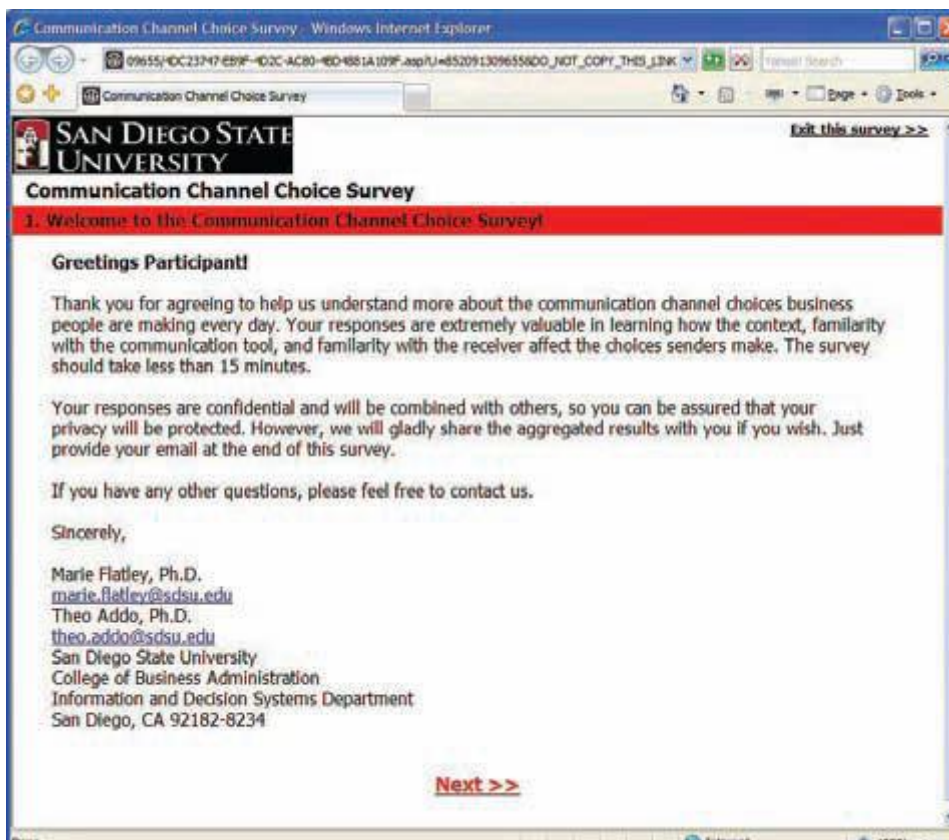 Communication Channel Choice Survey - Windows Internet Explorer
Communication Channel Choice Survey
Page
Tools
SAN DIEGO STATE
UNIVERSITY
Exit this survey >>
Communication Channel Choice Survey
1. Welcome to the Communication Channel Choice Survey!
Greetings Participant!
Thank you for agreeing to help us understand more about the communication channel choices business
people are making every day. Your responses are extremely valuable in learning how the context, familarity
with the communication tool, and familarity with the receiver affect the choices senders make. The survey
should take less than 15 minutes.
Your responses are confidential and will be combined with others, so you can be assured that your
privacy will be protected. However, we will gladly share the aggregated results with you if you wish. Just
provide your email at the end of this survey.
If you have any other questions, please feel free to contact us.
Sincerely,
Marie Flatley, Ph.D.
marie.flatley@sdsu.edu
Theo Addo, Ph.D.
theo.addo@sdsu.edu
San Diego State University
College of Business Administration
Information and Decision Systems Department
San Diego, CA 92182-8234
Next >>